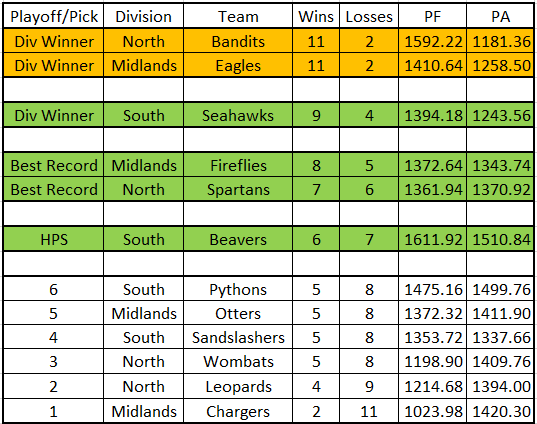 Playoff/Pick Division Team Wins Losses PF PA
Div Winner North Bandits 11 2 1592.22 1181.36
Div Winner Midlands Eagles 11 2 1410.64 1258.50
Div Winner South Seahawks 9 4 1394.18 1243.56
Best Record Midlands Fireflies 8 5 1372.64 1343.74
Best Record North Spartans 7 6 1361.94 1370.92
HPS South Beavers 6 7 1611.92 1510.84
6 South Pythons 5 8 1475.16 1499.76
5 Midlands Otters 5 8 1372.32 1411.90
4 South Sandslashers 5 8 1353.72 1337.66
3 North Wombats 5 8 1198.90 1409.76
2 North Leopards 4 9 1214.68 1394.00
1 Midlands Chargers 2 11 1023.98 1420.30